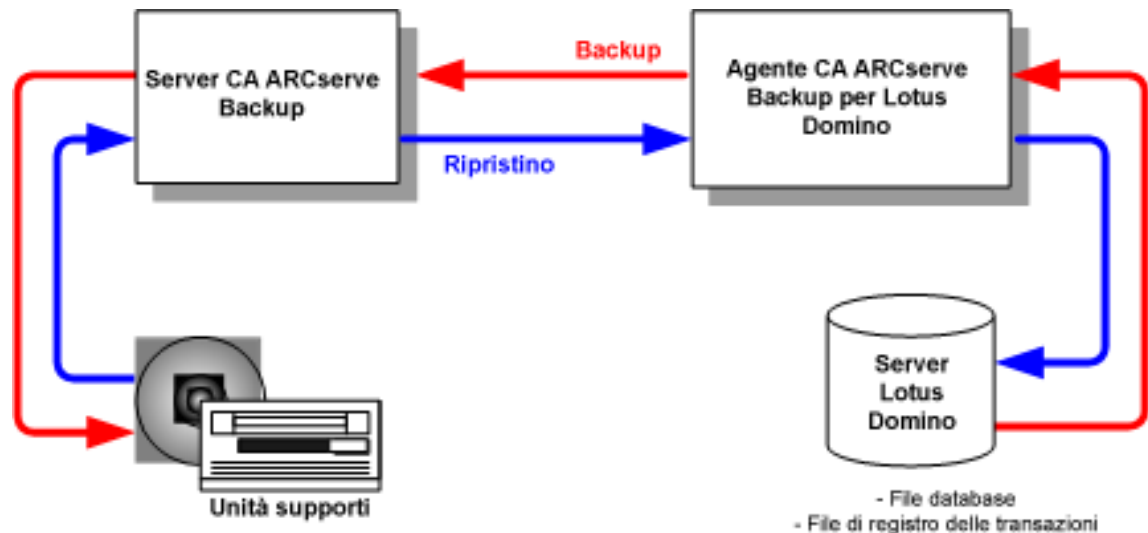 Server CA ARCserve
Backup
Backup
Ripristino
Agente CA ARCserve
Backup per Lotus
Domino
Server
Lotus
Domino
Unità supporti
- File database
- File di registro delle transazioni